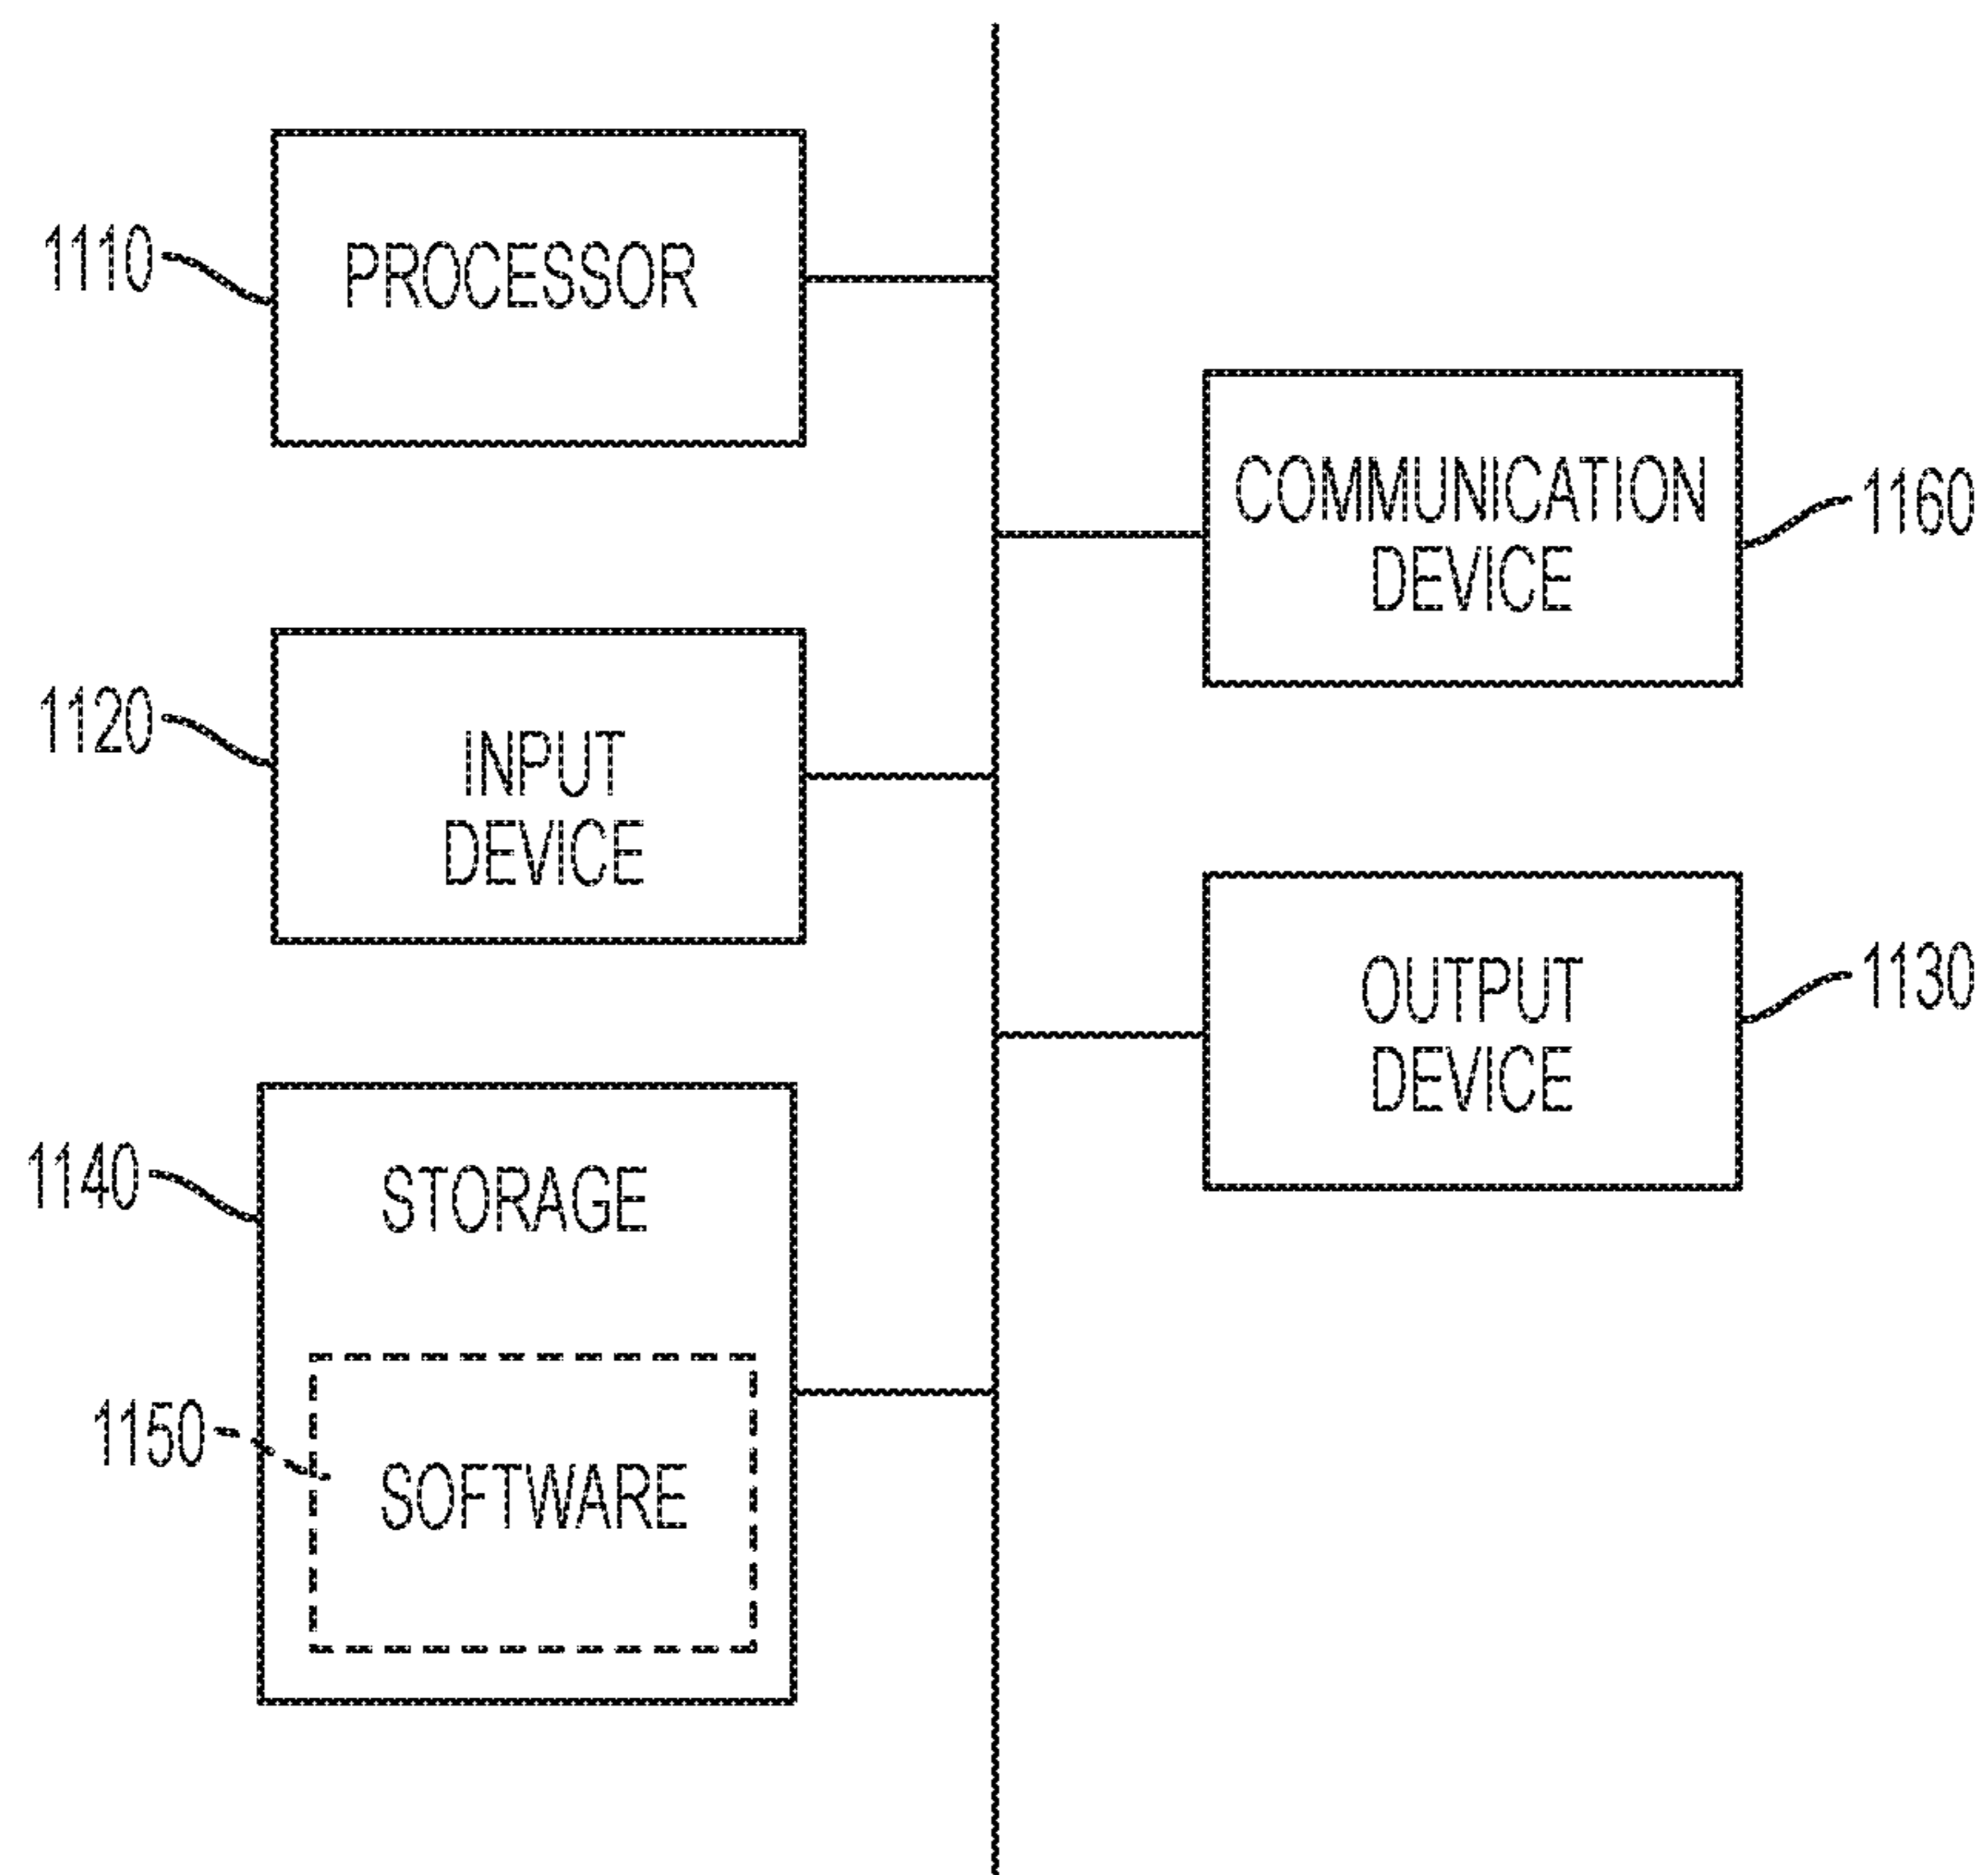 1110
PROCESSOR
COMMUNICATION
DEVICE
1160
1120
INPUT
DEVICE
OUTPUT
DEVICE
1130
1140
STORAGE
1150
SOFTWARE